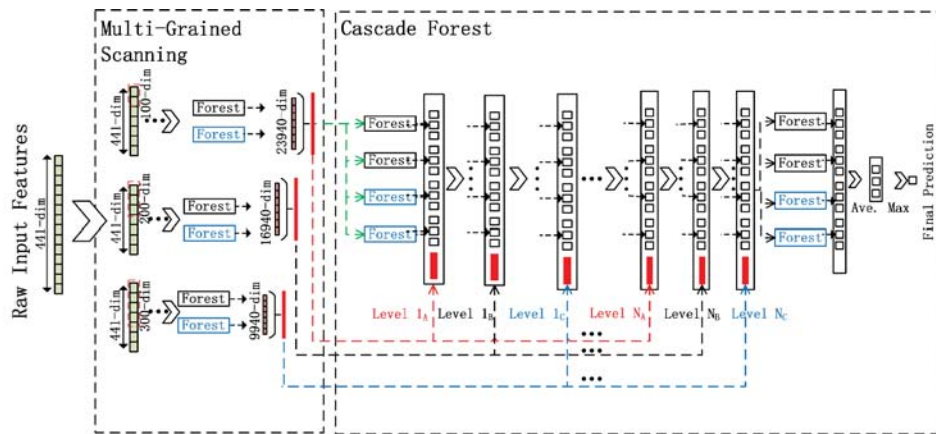 Multi-Grained
Scanning
Cascade Forest
Raw Input Features
441-dim
441-dim
100-dim
Forest
Forest
23940-dim
441-dim
200-dim
Forest
Forest
16940-dim
441-dim
300-dim
Forest
Forest
9940-dim
Forest
Forest
Forest
Forest
Level 1A
Level 1B
Level 1C
Level NA
Level NB
Level NC
Forest
Forest
Forest
Forest
Ave.
Max
Final Prediction